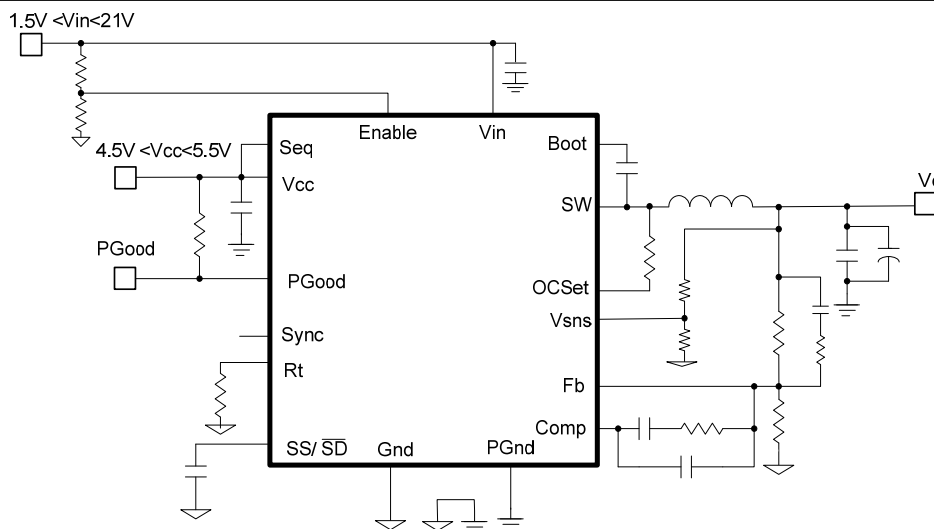 1.5V <Vin<21V
Enable
Vin
4.5V <Vcc<5.5V
Seq
Vcc
Boot
SW
PGood
PGood
OCSet
Vsns
Sync
Rt
Fb
Comp
SS/ SD
Gnd
PGnd